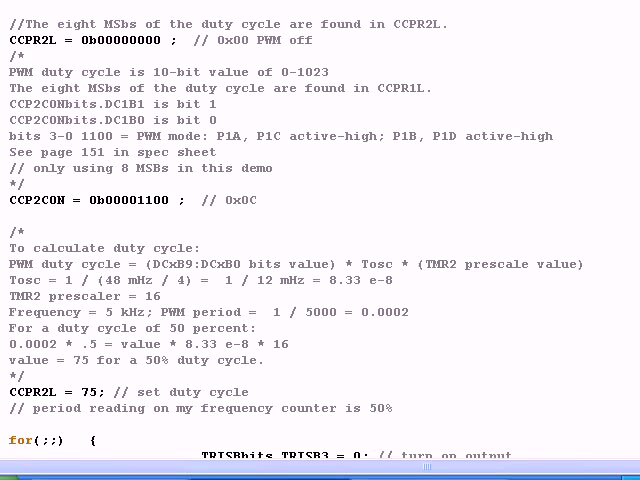 //The eight MSbs of the duty cycle are found in CCPR2L.
CCPR2L = 0b00000000 ;  // 0x00 PWM off
/*
PWM duty cycle is 10-bit value of 0-1023
The eight MSbs of the duty cycle are found in CCPR1L.
CCP2CONbits.DC1B1 is bit 1
CCP2CONbits.DC1B0 is bit 0
bits 3-0 1100 = PWM mode: P1A, P1C active-high; P1B, P1D active-high
See page 151 in spec sheet
// only using 8 MSBs in this demo
*/
CCP2CON = 0b00001100 ;  // 0x0C
/*
To calculate duty cycle:
PWM duty cycle = (DCxB9:DCxB0 bits value) * Tosc * (TMR2 prescale value)
Tosc = 1 / (48 mHz / 4) =  1 / 12 mHz = 8.33 e-8
TMR2 prescaler = 16
Frequency = 5 kHz; PWM period =  1 / 5000 = 0.0002
For a duty cycle of 50 percent:
0.0002 * .5 = value * 8.33 e-8 * 16
value = 75 for a 50% duty cycle.
*/
CCPR2L = 75; // set duty cycle
// period reading on my frequency counter is 50%
for(;;)   {
TRISBbits.TRISB3 = 0; // turn on output